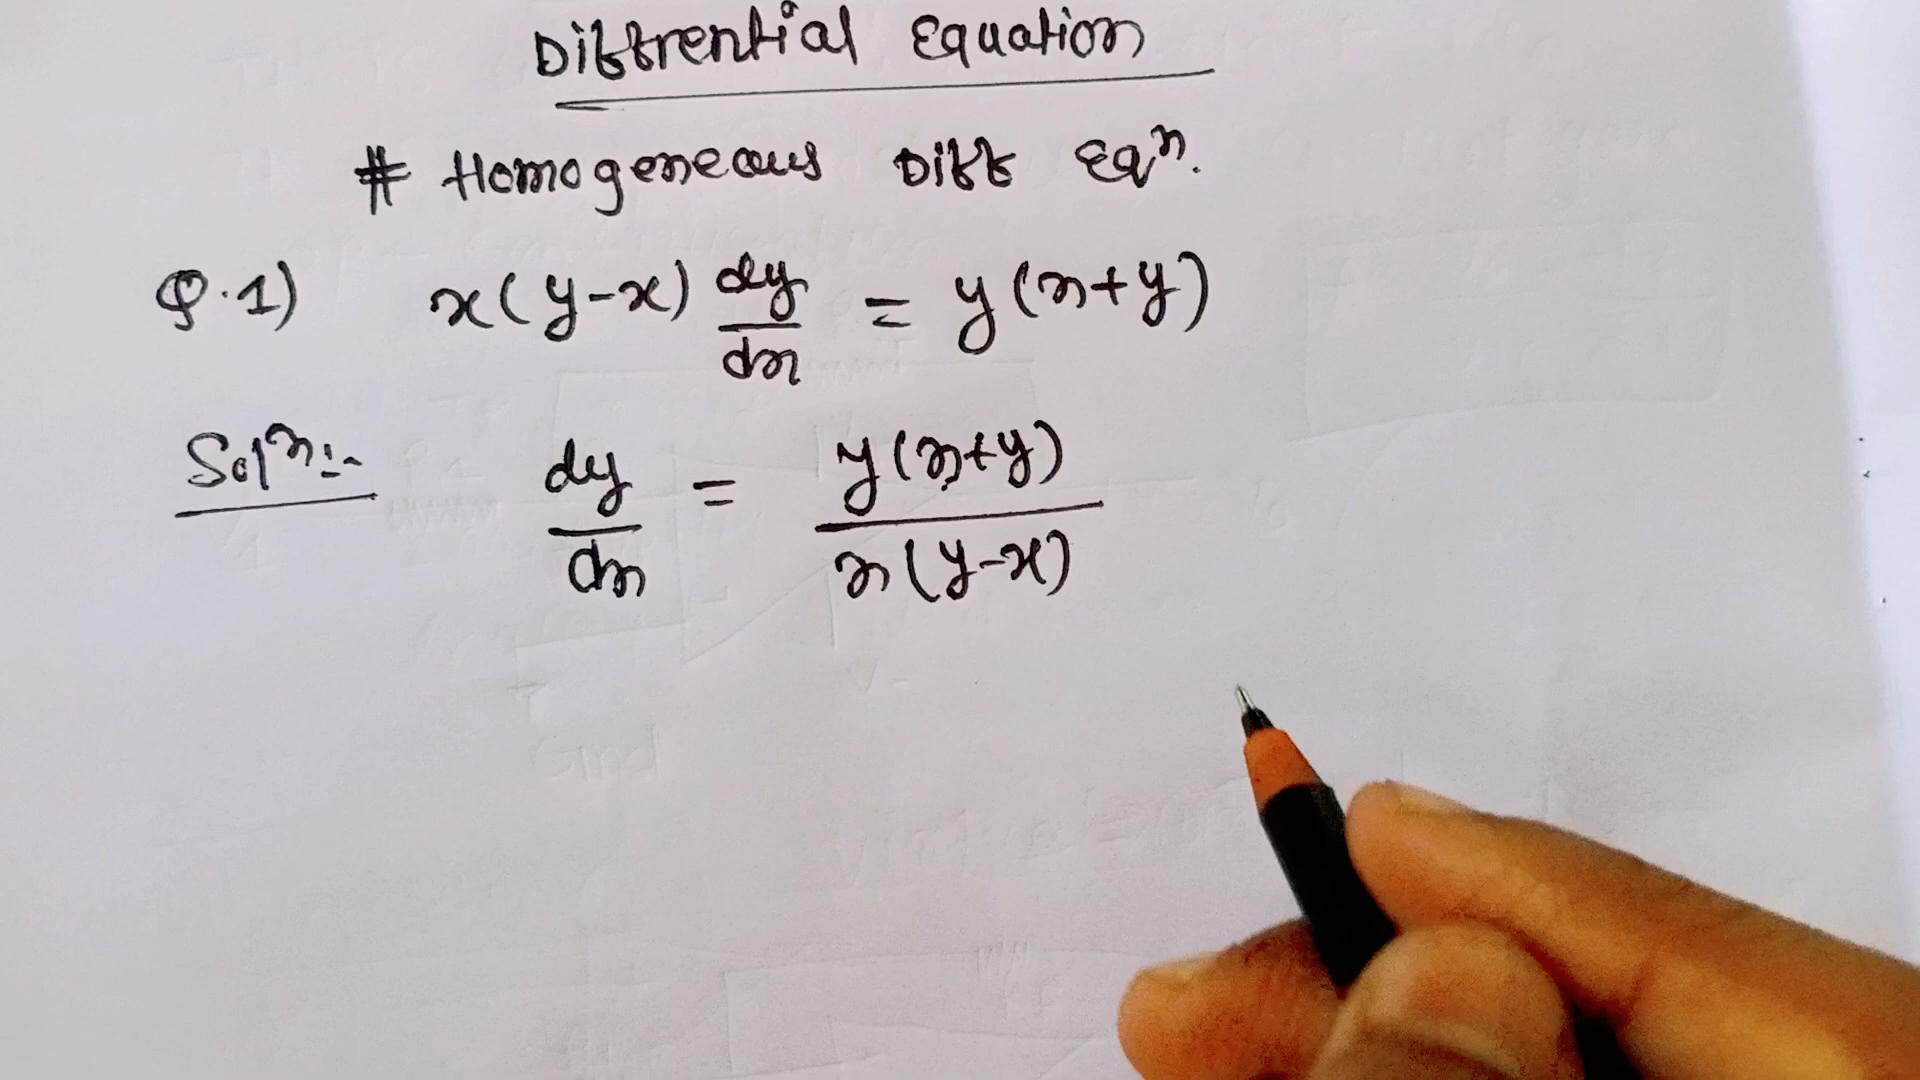 Diffrential Equation
# Homogeneous Diff Eqⁿ.
Q.1) x(y-x) dy/dx = y(x+y)
Solⁿ:- dy/dx = y(x+y)/x(y-x)